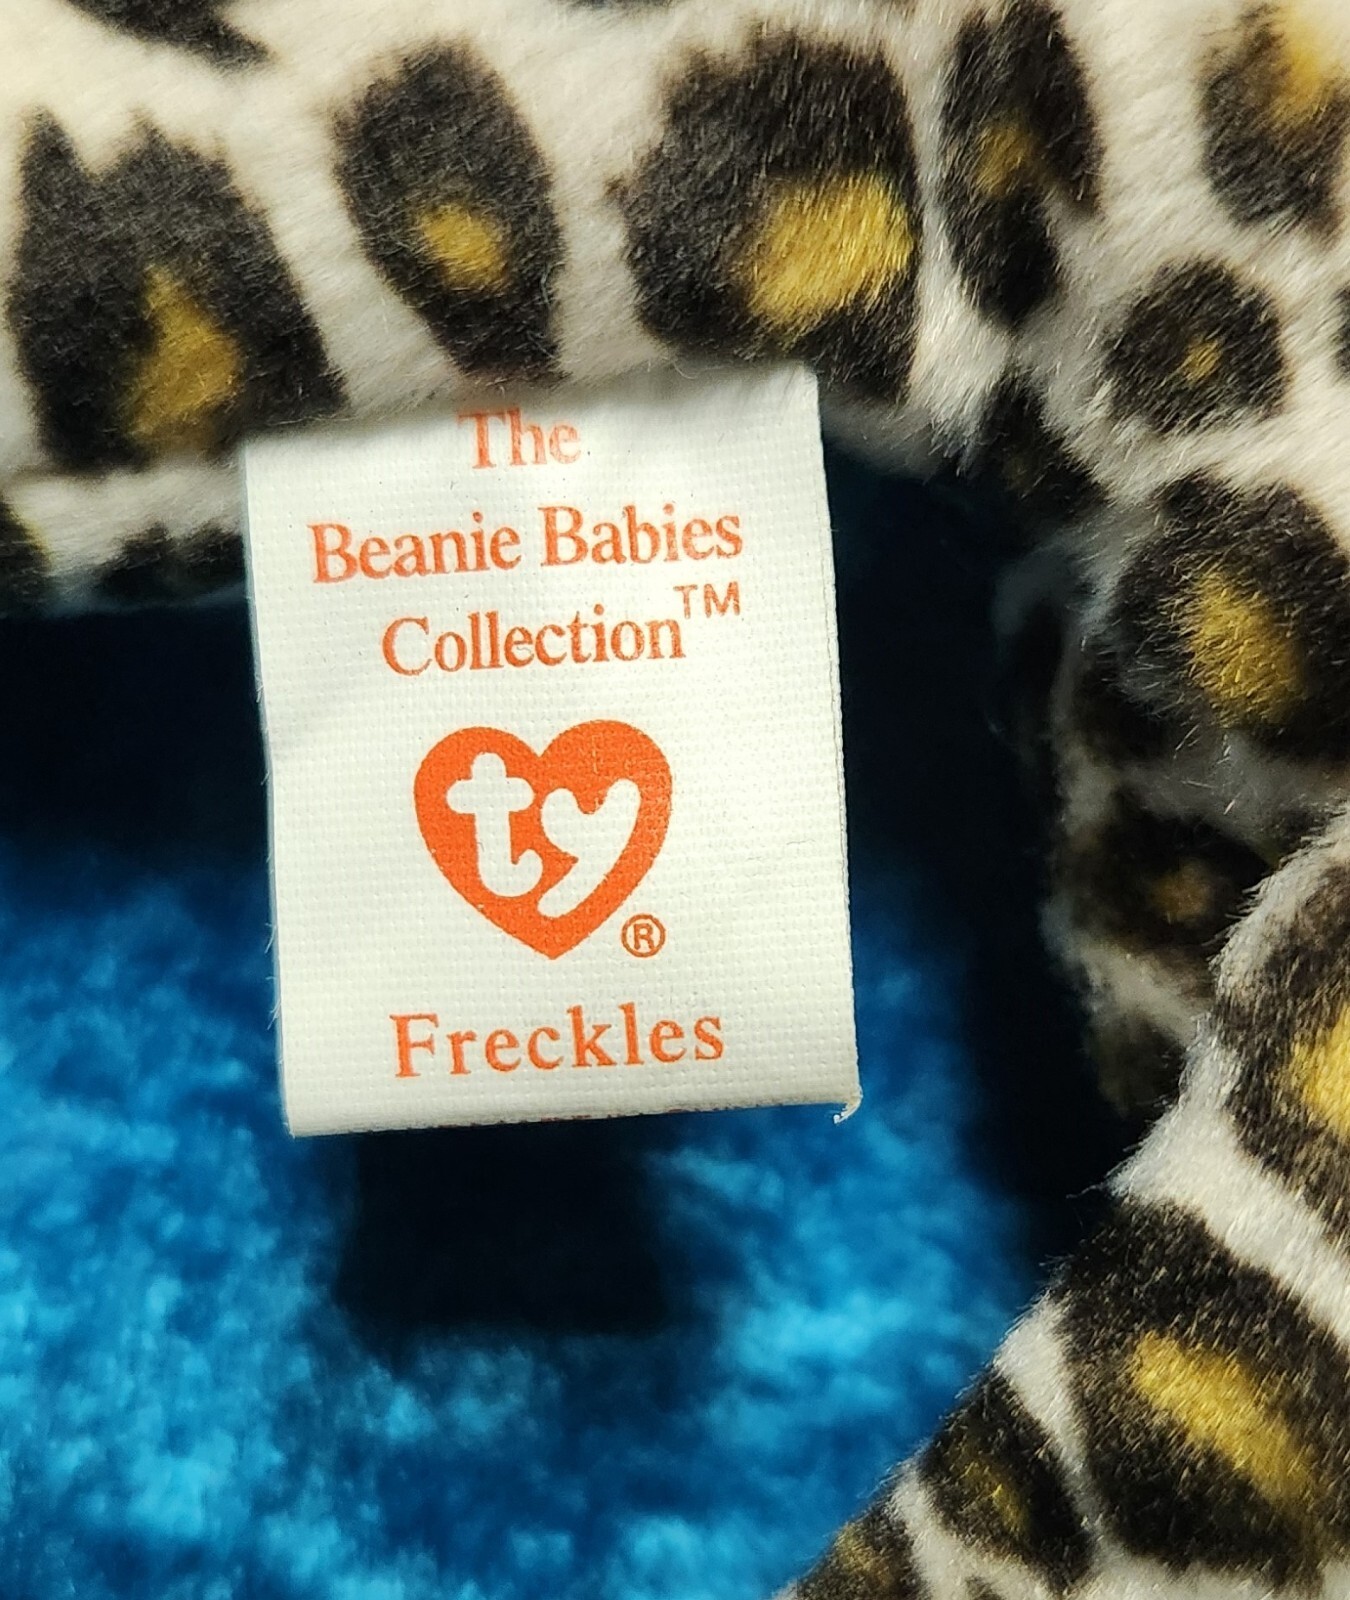 The
Beanie Babies
Collection™
ty®
Freckles